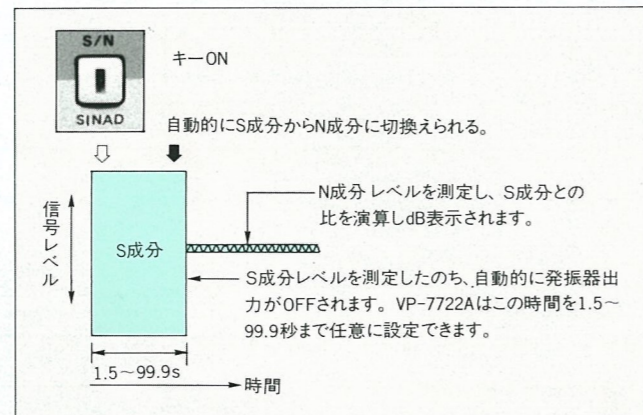 S/N
SINAD
キーON
自動的にS成分からN成分に切換えられる。
信号レベル
S成分
N成分レベルを測定し、S成分との
比を演算しdB表示されます。
S成分レベルを測定したのち、自動的に発振器出
力がOFFされます。VP-7722Aはこの時間を1.5~
99.9秒まで任意に設定できます。
1.5~99.9s
時間